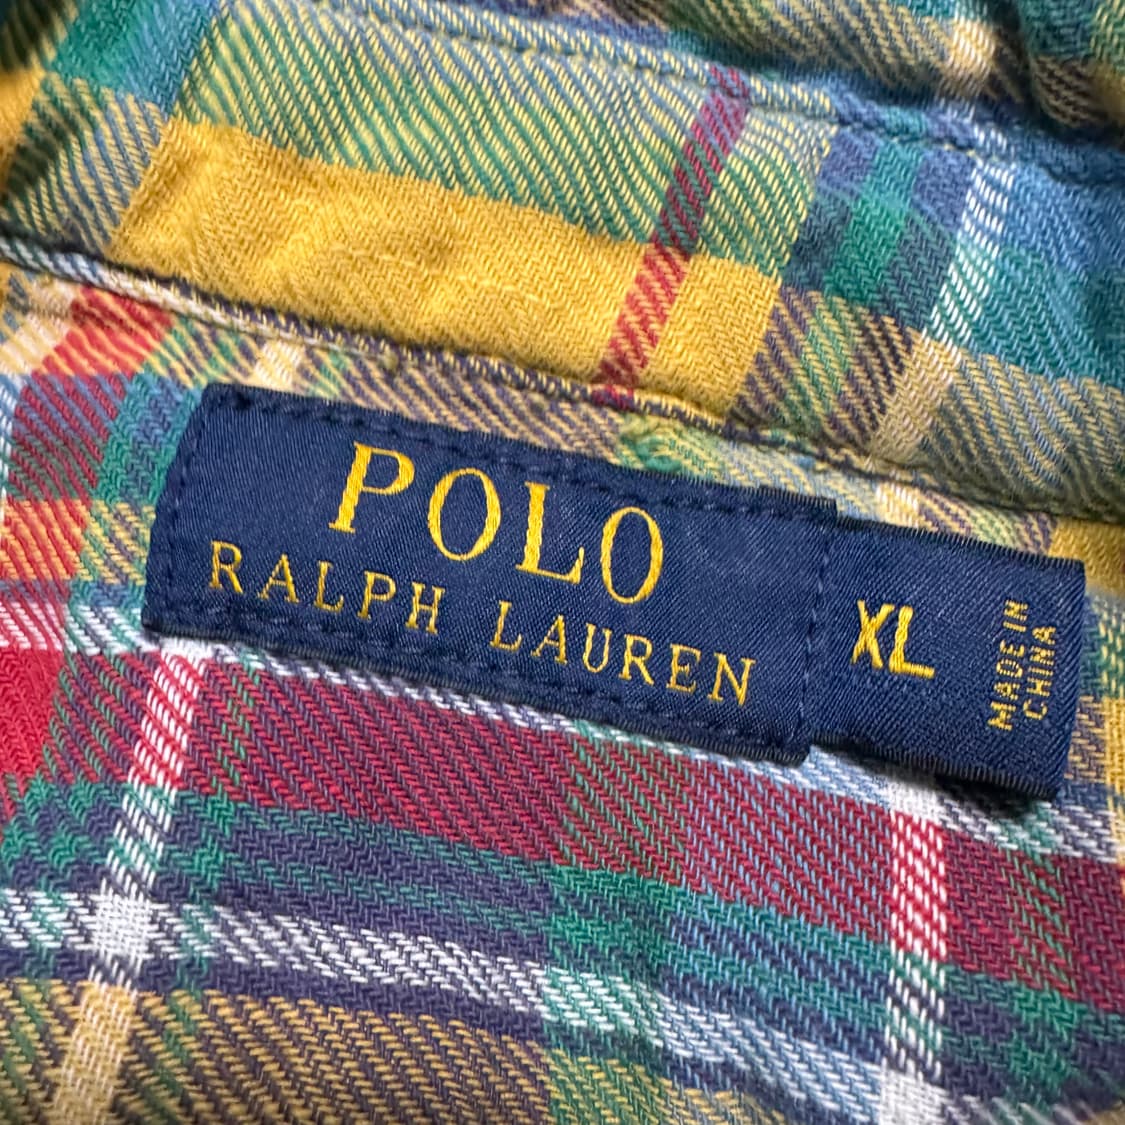 POLO
RALPH LAUREN
XL
MADE IN
CHINA